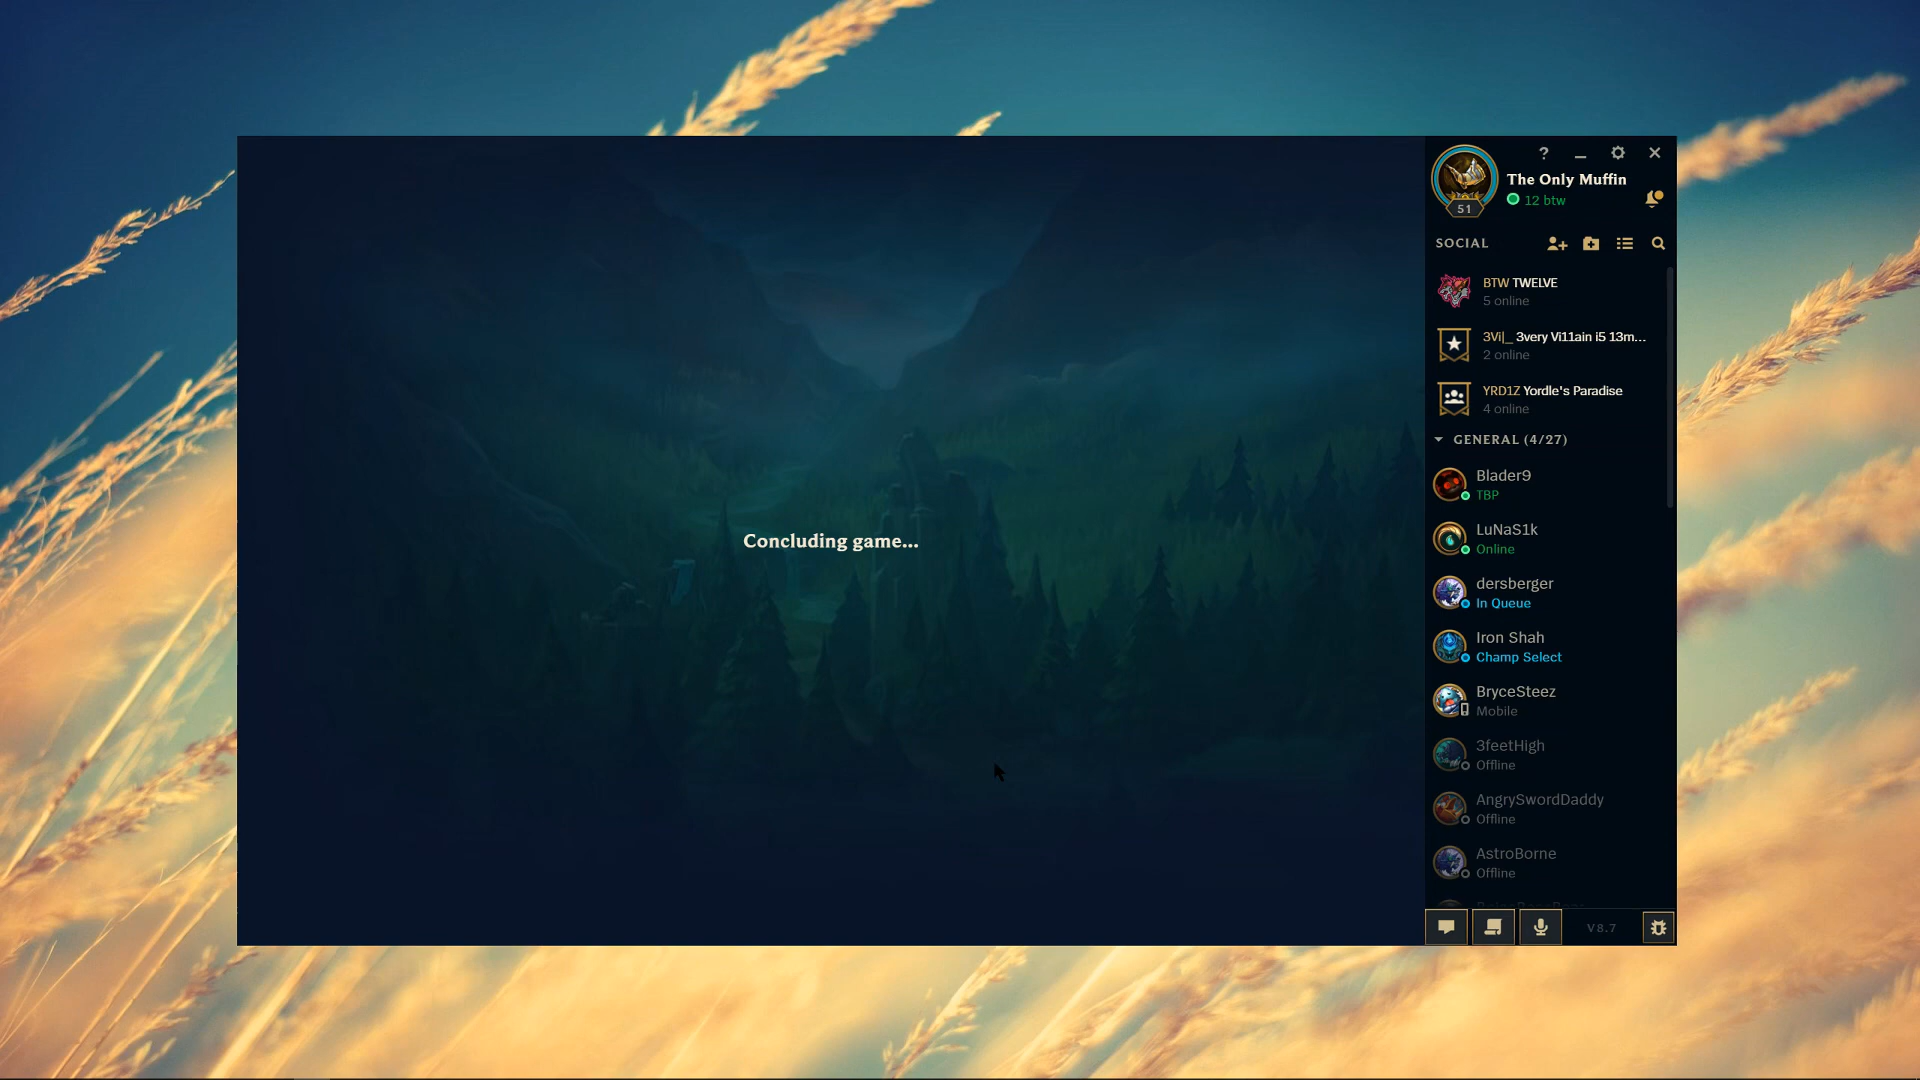 ?
The Only Muffin
12 btw
51
SOCIAL
BTW TWELVE
5 online
3Vi|_ 3very Vi11ain i5 13m...
2 online
YRD1Z Yordle's Paradise
4 online
GENERAL (4/27)
Blader9
TBP
LuNaS1k
Online
Concluding game...
dersberger
In Queue
Iron Shah
Champ Select
BryceSteez
Mobile
3feetHigh
Offline
AngrySwordDaddy
Offline
AstroBorne
Offline
V8.7